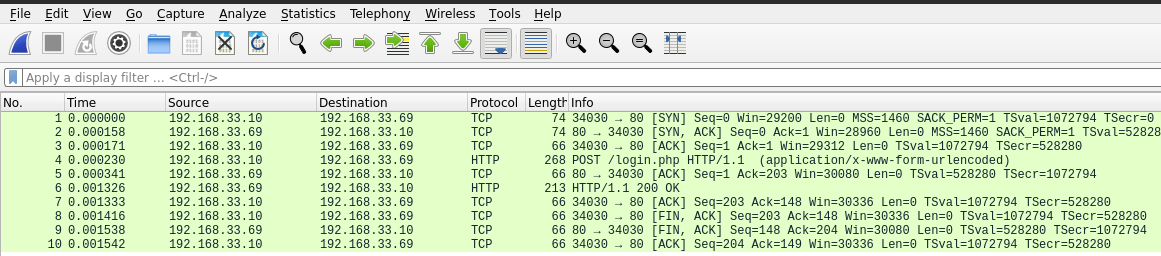 File Edit View Go Capture Analyze Statistics Telephony Wireless Tools Help
Apply a display filter ... <Ctrl-/>
No. Time Source Destination Protocol Length Info
1 0.000000 192.168.33.10 192.168.33.69 TCP 74 34030 → 80 [SYN] Seq=0 Win=29200 Len=0 MSS=1460 SACK_PERM=1 TSval=1072794 TSecr=0
2 0.000158 192.168.33.69 192.168.33.10 TCP 74 80 → 34030 [SYN, ACK] Seq=0 Ack=1 Win=28960 Len=0 MSS=1460 SACK_PERM=1 TSval=52828
3 0.000171 192.168.33.10 192.168.33.69 TCP 66 34030 → 80 [ACK] Seq=1 Ack=1 Win=29312 Len=0 TSval=1072794 TSecr=528280
4 0.000230 192.168.33.10 192.168.33.69 HTTP 268 POST /login.php HTTP/1.1 (application/x-www-form-urlencoded)
5 0.000341 192.168.33.69 192.168.33.10 TCP 66 80 → 34030 [ACK] Seq=1 Ack=203 Win=30080 Len=0 TSval=528280 TSecr=1072794
6 0.001326 192.168.33.69 192.168.33.10 HTTP 213 HTTP/1.1 200 OK
7 0.001333 192.168.33.10 192.168.33.69 TCP 66 34030 → 80 [ACK] Seq=203 Ack=148 Win=30336 Len=0 TSval=1072794 TSecr=528280
8 0.001416 192.168.33.10 192.168.33.69 TCP 66 34030 → 80 [FIN, ACK] Seq=203 Ack=148 Win=30336 Len=0 TSval=1072794 TSecr=528280
9 0.001538 192.168.33.69 192.168.33.10 TCP 66 80 → 34030 [FIN, ACK] Seq=148 Ack=204 Win=30080 Len=0 TSval=528280 TSecr=1072794
10 0.001542 192.168.33.10 192.168.33.69 TCP 66 34030 → 80 [ACK] Seq=204 Ack=149 Win=30336 Len=0 TSval=1072794 TSecr=528280